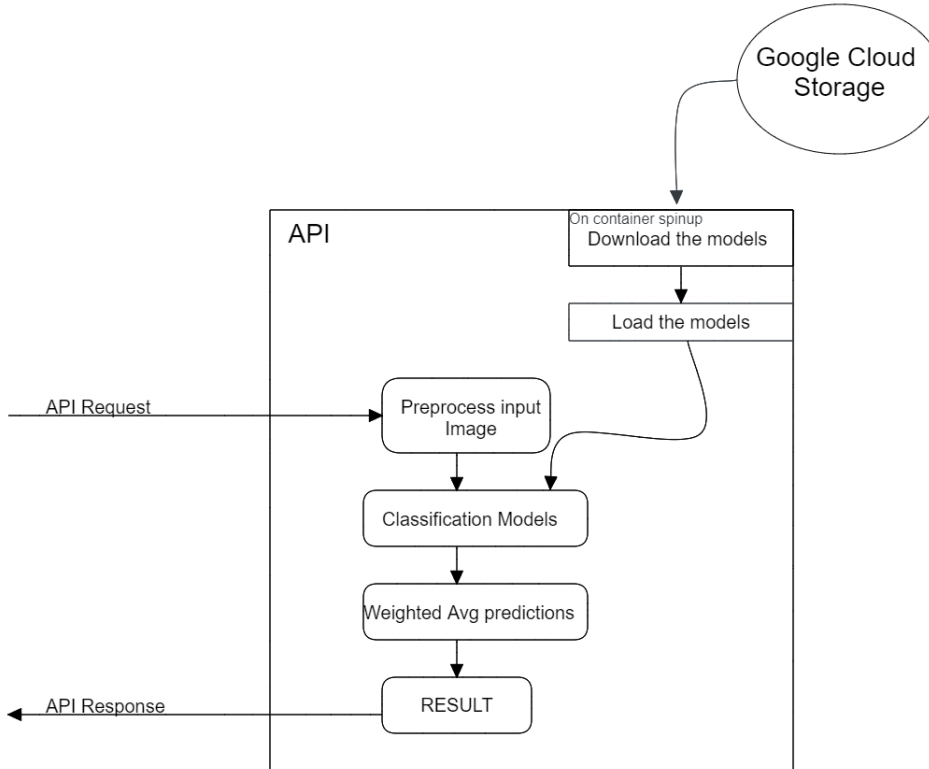 Google Cloud
Storage
On container spinup
Download the models
API
Load the models
API Request
Preprocess input
Image
Classification Models
Weighted Avg predictions
RESULT
API Response